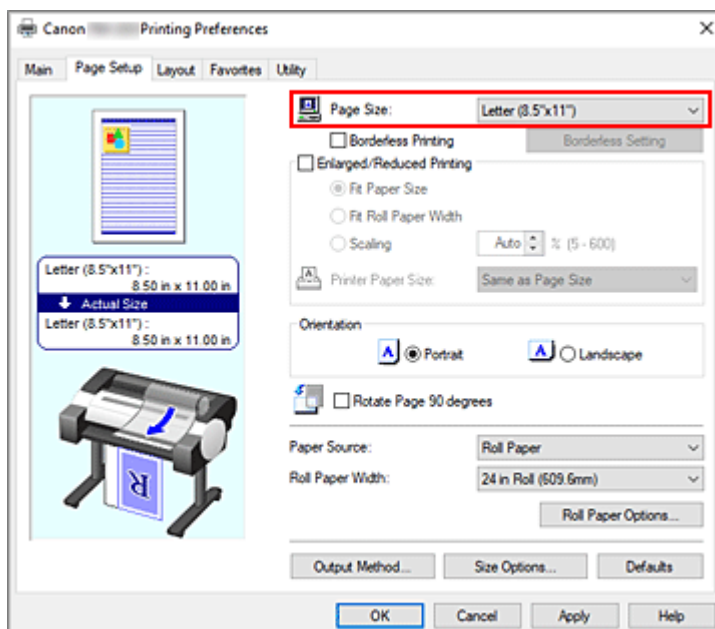 Canon Printing Preferences
Main Page Setup Layout Favorites Utility
Page Size: Letter (8.5"x11")
Borderless Printing Borderless Setting
Enlarged/Reduced Printing
Fit Paper Size
Fit Roll Paper Width
Scaling Auto % (5 - 600)
Printer Paper Size: Same as Page Size
Letter (8.5"x11") :
8.50 in x 11.00 in
Actual Size
Letter (8.5"x11") :
8.50 in x 11.00 in
Orientation
A Portrait A Landscape
Rotate Page 90 degrees
R
Paper Source: Roll Paper
Roll Paper Width: 24 in Roll (609.6mm)
Roll Paper Options...
Output Method... Size Options... Defaults
OK Cancel Apply Help